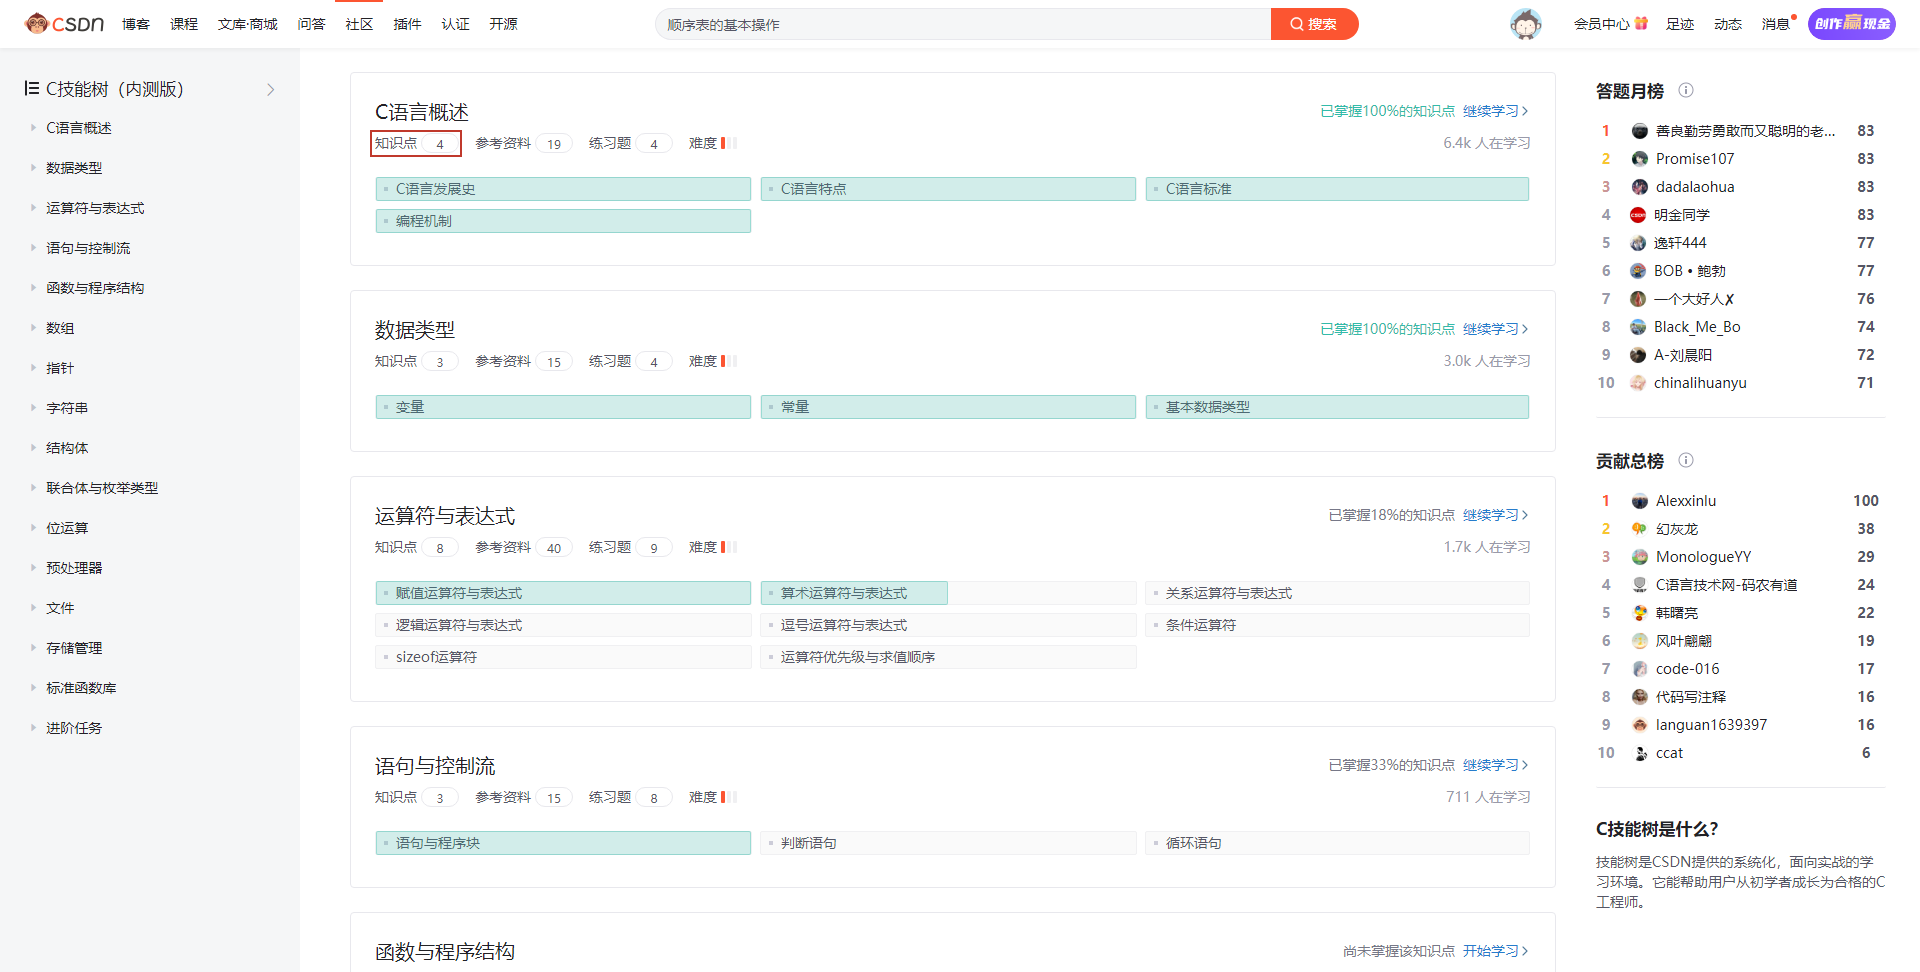 CSDN 博客 课程 文库·商城 问答 社区 插件 认证 开源 顺序表的基本操作 搜索 会员中心 足迹 动态 消息 创作赢现金
C技能树（内测版）
C语言概述
数据类型
运算符与表达式
语句与控制流
函数与程序结构
数组
指针
字符串
结构体
联合体与枚举类型
位运算
预处理器
文件
存储管理
标准函数库
进阶任务
C语言概述 已掌握100%的知识点 继续学习
知识点 4 参考资料 19 练习题 4 难度 6.4k 人在学习
C语言发展史 C语言特点 C语言标准
编程机制
数据类型 已掌握100%的知识点 继续学习
知识点 3 参考资料 15 练习题 4 难度 3.0k 人在学习
变量 常量 基本数据类型
运算符与表达式 已掌握18%的知识点 继续学习
知识点 8 参考资料 40 练习题 9 难度 1.7k 人在学习
赋值运算符与表达式 算术运算符与表达式 关系运算符与表达式
逻辑运算符与表达式 逗号运算符与表达式 条件运算符
sizeof运算符 运算符优先级与求值顺序
语句与控制流 已掌握33%的知识点 继续学习
知识点 3 参考资料 15 练习题 8 难度 711 人在学习
语句与程序块 判断语句 循环语句
函数与程序结构 尚未掌握该知识点 开始学习
答题月榜
1 善良勤劳勇敢而又聪明的老... 83
2 Promise107 83
3 dadalaohua 83
4 明金同学 83
5 逸轩444 77
6 BOB • 鲍勃 77
7 一个大好人✗ 76
8 Black_Me_Bo 74
9 A-刘晨阳 72
10 chinalihuanyu 71
贡献总榜
1 Alexxinlu 100
2 幻灰龙 38
3 MonologueYY 29
4 C语言技术网-码农有道 24
5 韩曙亮 22
6 风叶翩翩 19
7 code-016 17
8 代码写注释 16
9 languan1639397 16
10 ccat 6
C技能树是什么？
技能树是CSDN提供的系统化，面向实战的学
习环境。它能帮助用户从初学者成长为合格的C
工程师。